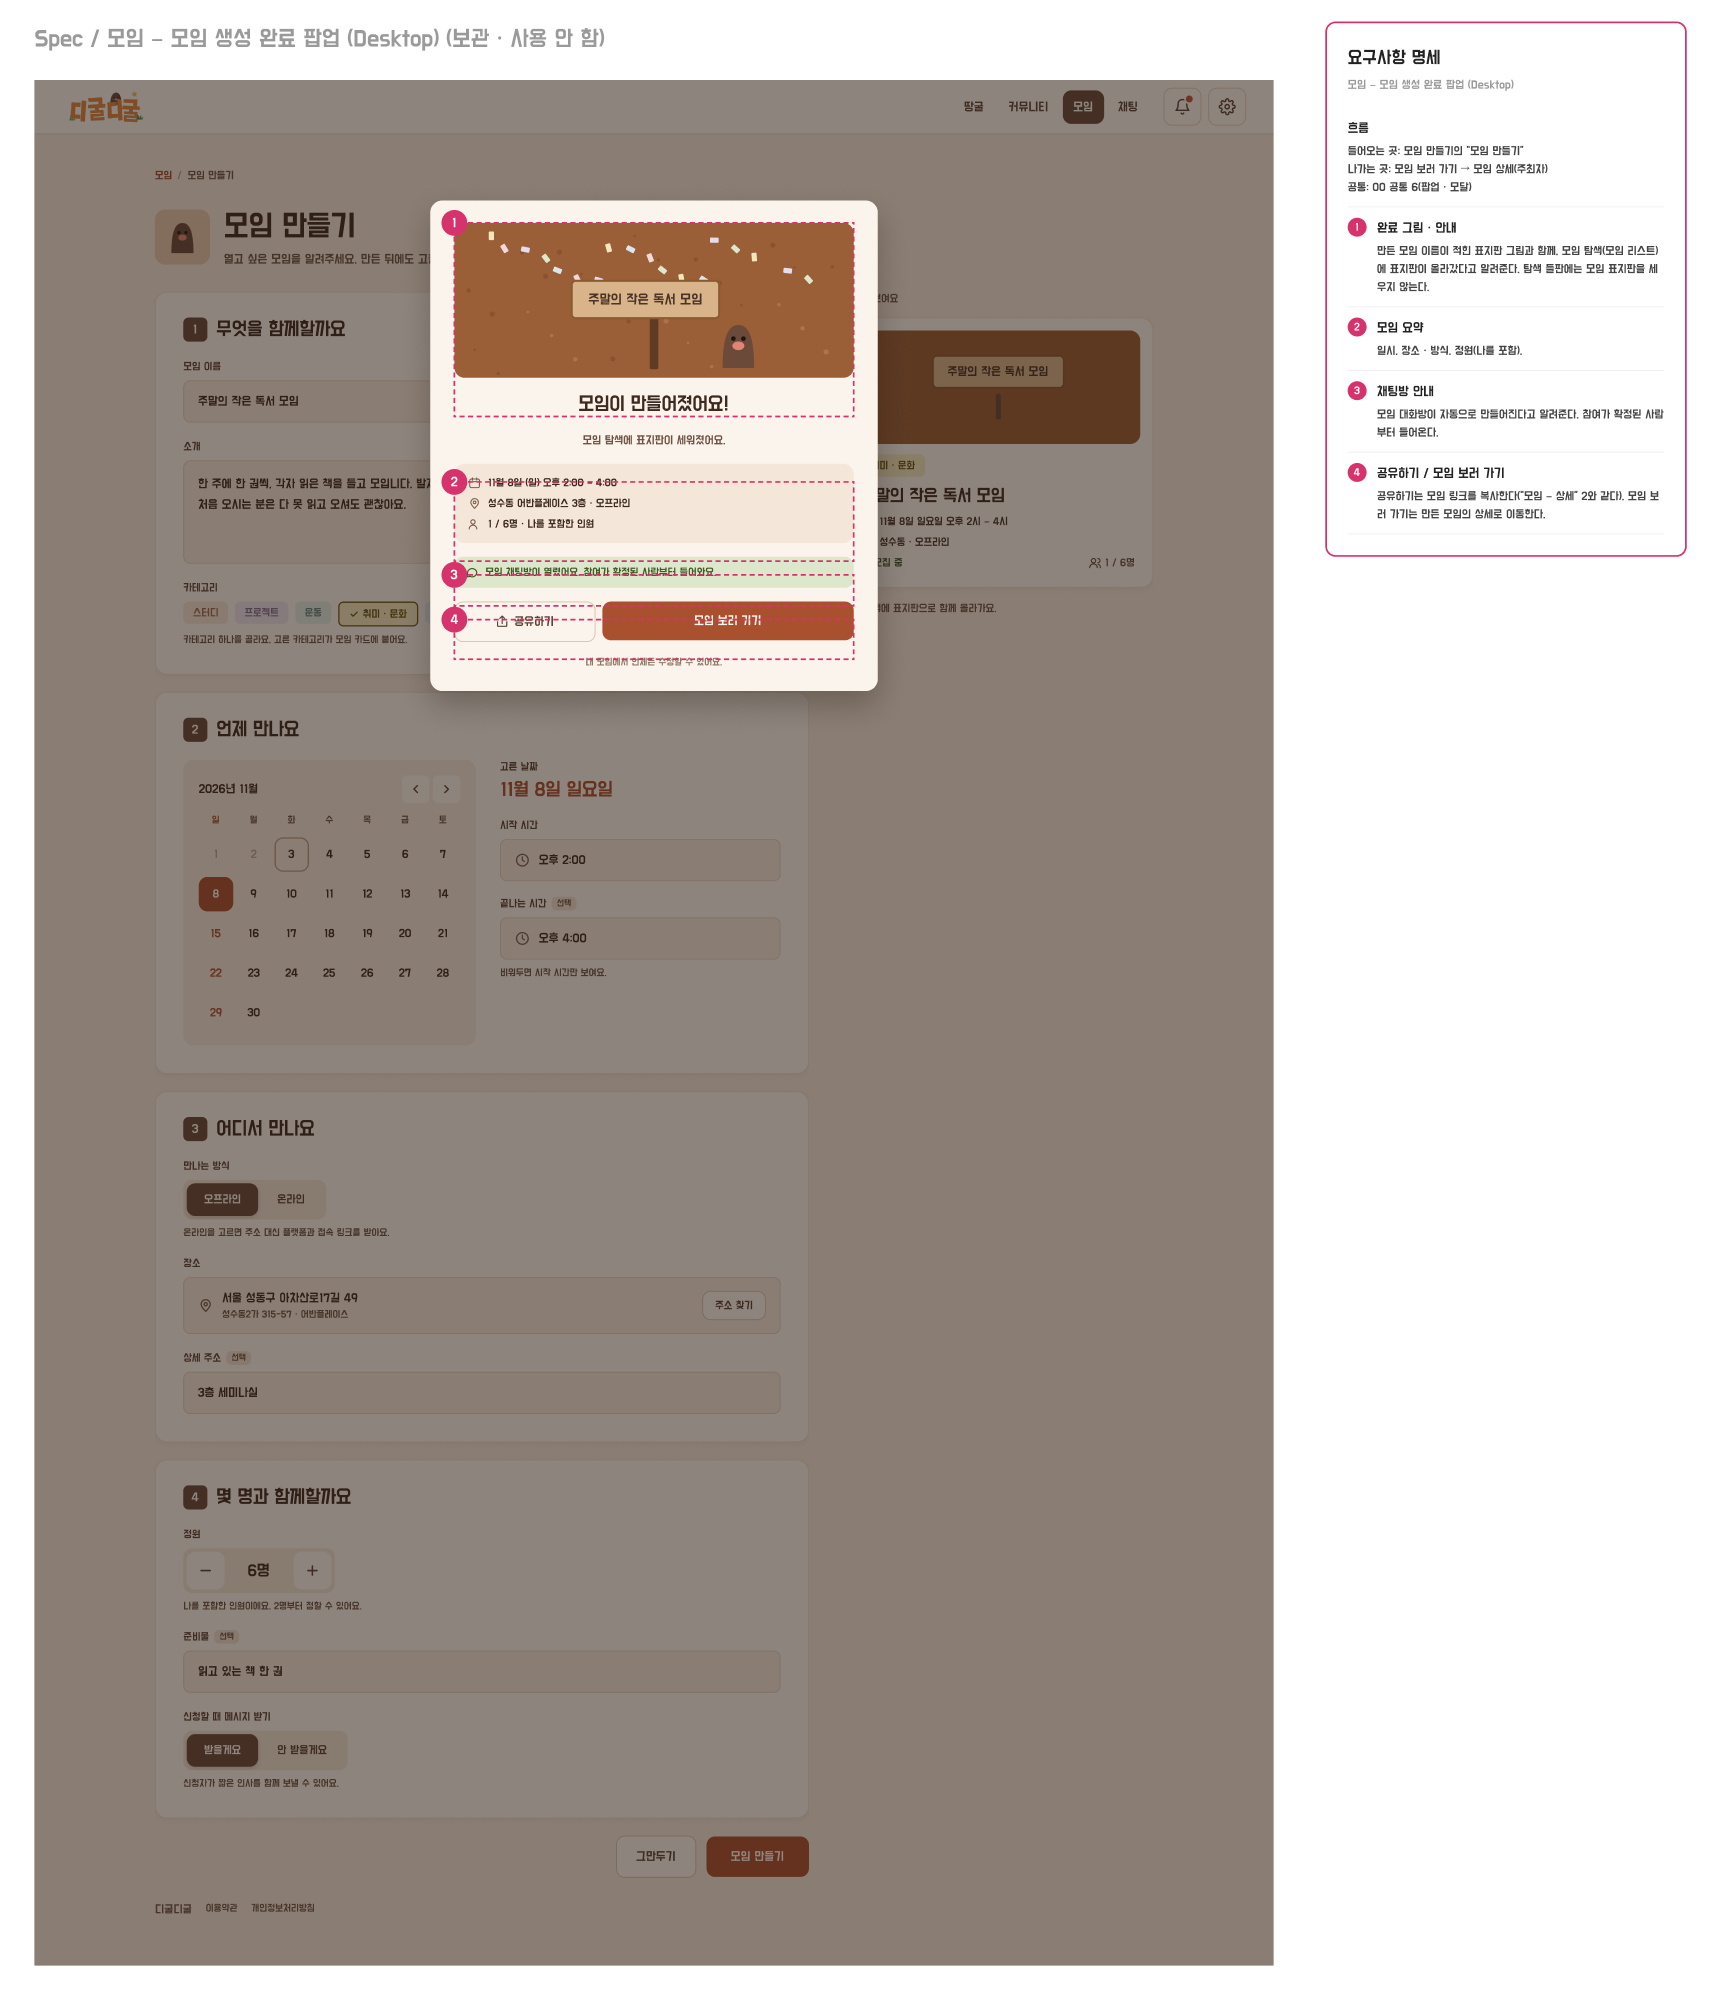 Spec / 모임 – 모임 생성 완료 팝업 (Desktop) (보관 · 사용 안 함)
디굴디굴
땅굴 커뮤니티 모임 채팅
모임 / 모임 만들기
모임 만들기
열고 싶은 모임을 알려주세요. 만든 뒤에도 고
1 무엇을 함께할까요
모임 이름
주말의 작은 독서 모임
소개
한 주에 한 권씩, 각자 읽은 책을 들고 모입니다. 발
처음 오시는 분은 다 못 읽고 오셔도 괜찮아요.
카테고리
스터디 프로젝트 운동 취미 · 문화
카테고리 하나를 골라요. 고른 카테고리가 모임 카드에 붙어요.
1
주말의 작은 독서 모임
모임이 만들어졌어요!
모임 탐색에 표지판이 세워졌어요.
2
11월 8일 (일) 오후 2:00 – 4:00
성수동 어반플레이스 3층 · 오프라인
1 / 6명 · 나를 포함한 인원
3
모임 채팅방이 열렸어요. 참여가 확정된 사람부터 들어와요.
4
공유하기 모임 보러 가기
내 모임에서 언제든 수정할 수 있어요.
어요
주말의 작은 독서 모임
미 · 문화
말의 작은 독서 모임
11월 8일 일요일 오후 2시 – 4시
성수동 · 오프라인
집 중 1 / 6명
에 표지판으로 함께 올라가요.
2 언제 만나요
2026년 11월
일 월 화 수 목 금 토
1 2 3 4 5 6 7
8 9 10 11 12 13 14
15 16 17 18 19 20 21
22 23 24 25 26 27 28
29 30
고른 날짜
11월 8일 일요일
시작 시간
오후 2:00
끝나는 시간 선택
오후 4:00
비워두면 시작 시간만 보여요.
3 어디서 만나요
만나는 방식
오프라인 온라인
온라인을 고르면 주소 대신 플랫폼과 접속 링크를 받아요.
장소
서울 성동구 아차산로17길 49
성수동2가 315-57 · 어반플레이스
주소 찾기
상세 주소 선택
3층 세미나실
4 몇 명과 함께할까요
정원
6명
나를 포함한 인원이에요. 2명부터 정할 수 있어요.
준비물 선택
읽고 있는 책 한 권
신청할 때 메시지 받기
받을게요 안 받을게요
신청자가 짧은 인사를 함께 보낼 수 있어요.
그만두기 모임 만들기
디굴디굴 이용약관 개인정보처리방침
요구사항 명세
모임 – 모임 생성 완료 팝업 (Desktop)
흐름
들어오는 곳: 모임 만들기의 "모임 만들기"
나가는 곳: 모임 보러 가기 → 모임 상세(주최자)
공통: 00 공통 6(팝업 · 모달)
1 완료 그림 · 안내
만든 모임 이름이 적힌 표지판 그림과 함께, 모임 탐색(모임 리스트)
에 표지판이 올라갔다고 알려준다. 탐색 들판에는 모임 표지판을 세
우지 않는다.
2 모임 요약
일시, 장소 · 방식, 정원(나를 포함).
3 채팅방 안내
모임 대화방이 자동으로 만들어진다고 알려준다. 참여가 확정된 사람
부터 들어온다.
4 공유하기 / 모임 보러 가기
공유하기는 모임 링크를 복사한다("모임 – 상세" 2와 같다). 모임 보
러 가기는 만든 모임의 상세로 이동한다.